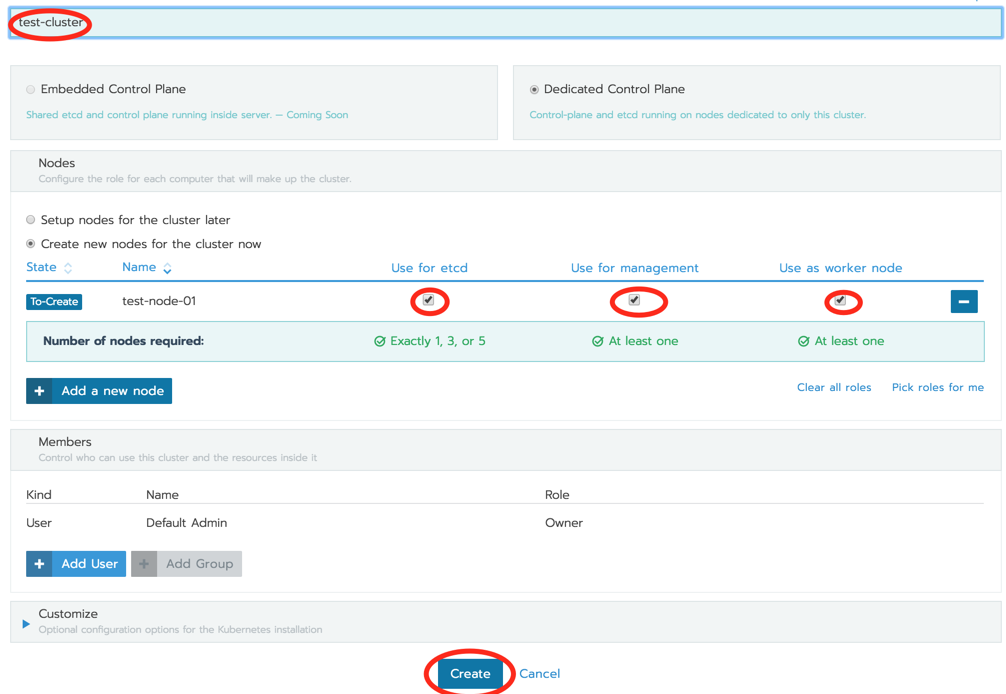 test-cluster
Embedded Control Plane
Shared etcd and control plane running inside server. — Coming Soon
Dedicated Control Plane
Control-plane and etcd running on nodes dedicated to only this cluster.
Nodes
Configure the role for each computer that will make up the cluster.
Setup nodes for the cluster later
Create new nodes for the cluster now
State Name Use for etcd Use for management Use as worker node
To-Create test-node-01
Number of nodes required: Exactly 1, 3, or 5 At least one At least one
+ Add a new node Clear all roles Pick roles for me
Members
Control who can use this cluster and the resources inside it
Kind Name Role
User Default Admin Owner
+ Add User + Add Group
Customize
Optional configuration options for the Kubernetes installation
Create Cancel